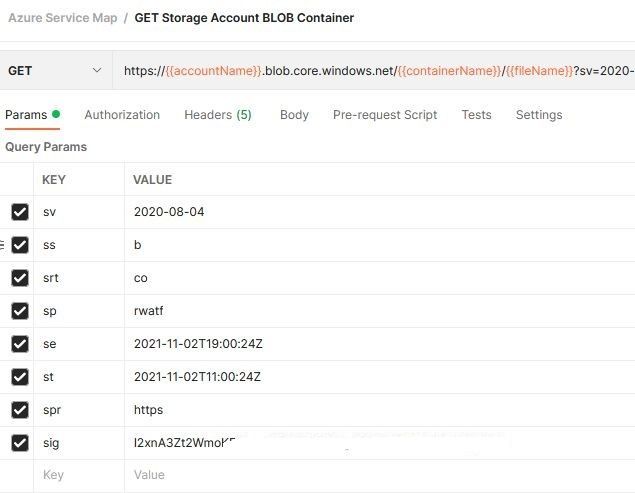 Azure Service Map / GET Storage Account BLOB Container
GET https://{{accountName}}.blob.core.windows.net/{{containerName}}/{{fileName}}?sv=2020-
Params Authorization Headers (5) Body Pre-request Script Tests Settings
Query Params
KEY VALUE
sv 2020-08-04
ss b
srt co
sp rwatf
se 2021-11-02T19:00:24Z
st 2021-11-02T11:00:24Z
spr https
sig
Key Value